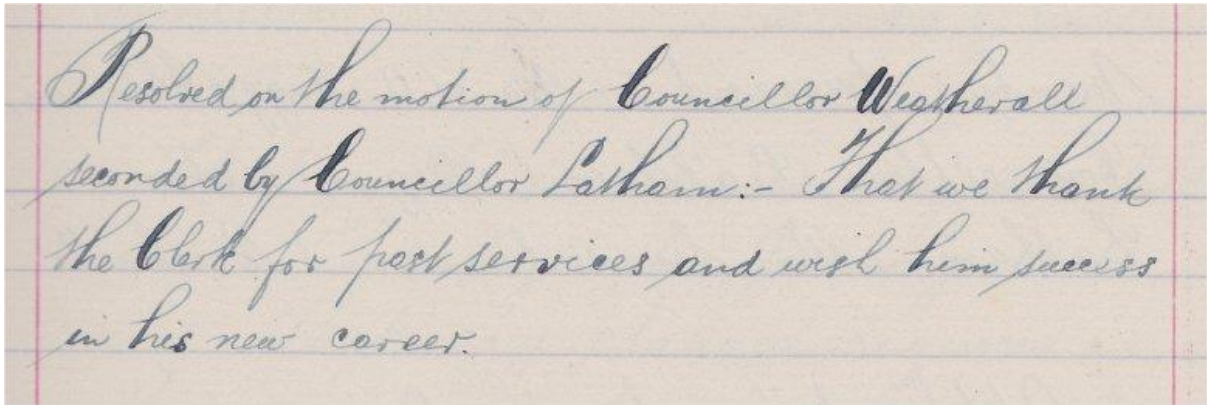 Resolved on the motion of Councillor Weatherall
seconded by Councillor Latham:- That we thank
the Clerk for past services and wish him success
in his new career.